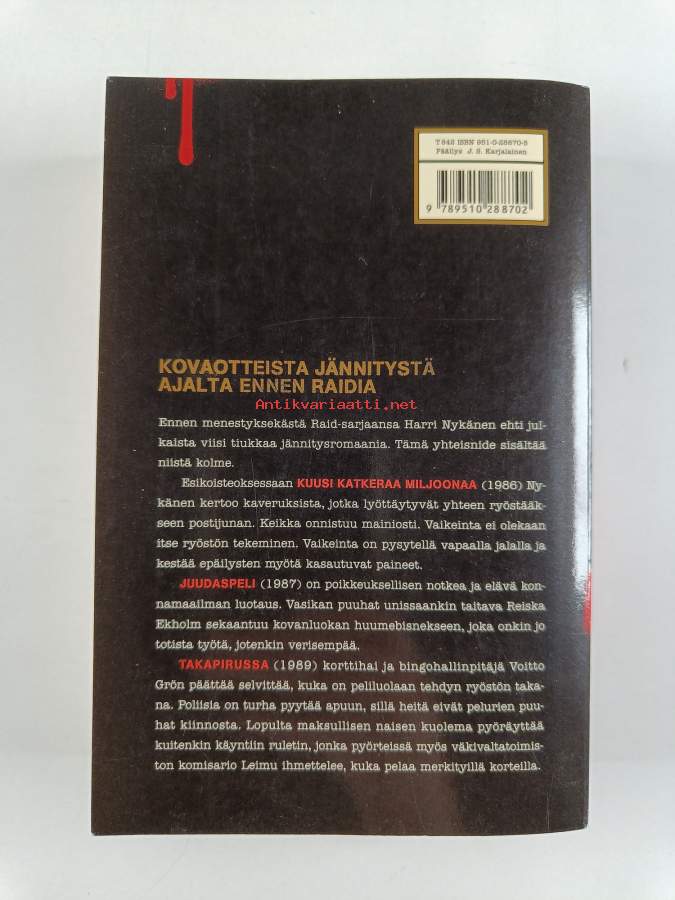 T 842 ISBN 951-0-28870-5
Päällys J. S. Karjalainen
9 789510 288702
KOVAOTTEISTA JÄNNITYSTÄ
AJALTA ENNEN RAIDIA
Antikvariaatti.net
Ennen menestyksekästä Raid-sarjaansa Harri Nykänen ehti jul-
kaista viisi tiukkaa jännitysromaania. Tämä yhteisnide sisältää
niistä kolme.
Esikoisteoksessaan KUUSI KATKERAA MILJOONAA (1986) Ny-
känen kertoo kaveruksista, jotka lyöttäytyvät yhteen ryöstääk-
seen postijunan. Keikka onnistuu mainiosti. Vaikeinta ei olekaan
itse ryöstön tekeminen. Vaikeinta on pysytellä vapaalla jalalla ja
kestää epäilysten myötä kasautuvat paineet.
JUUDASPELI (1987) on poikkeuksellisen notkea ja elävä kon-
namaailman luotaus. Vasikan puuhat unissaankin taitava Reiska
Ekholm sekaantuu kovanluokan huumebisnekseen, joka onkin jo
totista työtä, jotenkin verisempää.
TAKAPIRUSSA (1989) korttihai ja bingohallinpitäjä Voitto
Grön päättää selvittää, kuka on peliluolaan tehdyn ryöstön taka-
na. Poliisia on turha pyytää apuun, sillä heitä eivät pelurien puu-
hat kiinnosta. Lopulta maksullisen naisen kuolema pyöräyttää
kuitenkin käyntiin ruletin, jonka pyörteissä myös väkivaltatoimis-
ton komisario Leimu ihmettelee, kuka pelaa merkityillä korteilla.